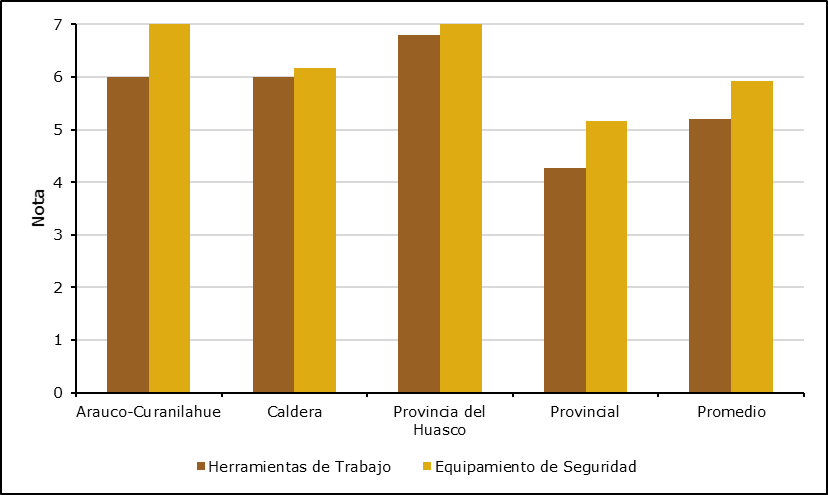 7
6
5
4
3
2
1
0
Nota
Arauco-Curanilahue
Caldera
Provincia del
Huasco
Provincial
Promedio
Herramientas de Trabajo
Equipamiento de Seguridad